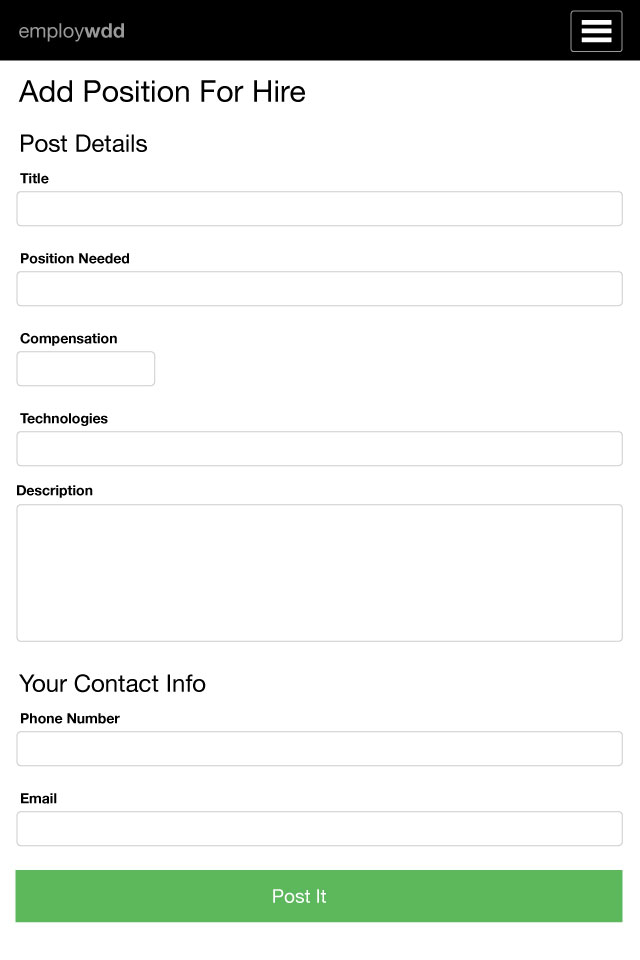 employwdd
Add Position For Hire
Post Details
Title
Position Needed
Compensation
Technologies
Description
Your Contact Info
Phone Number
Email
Post It